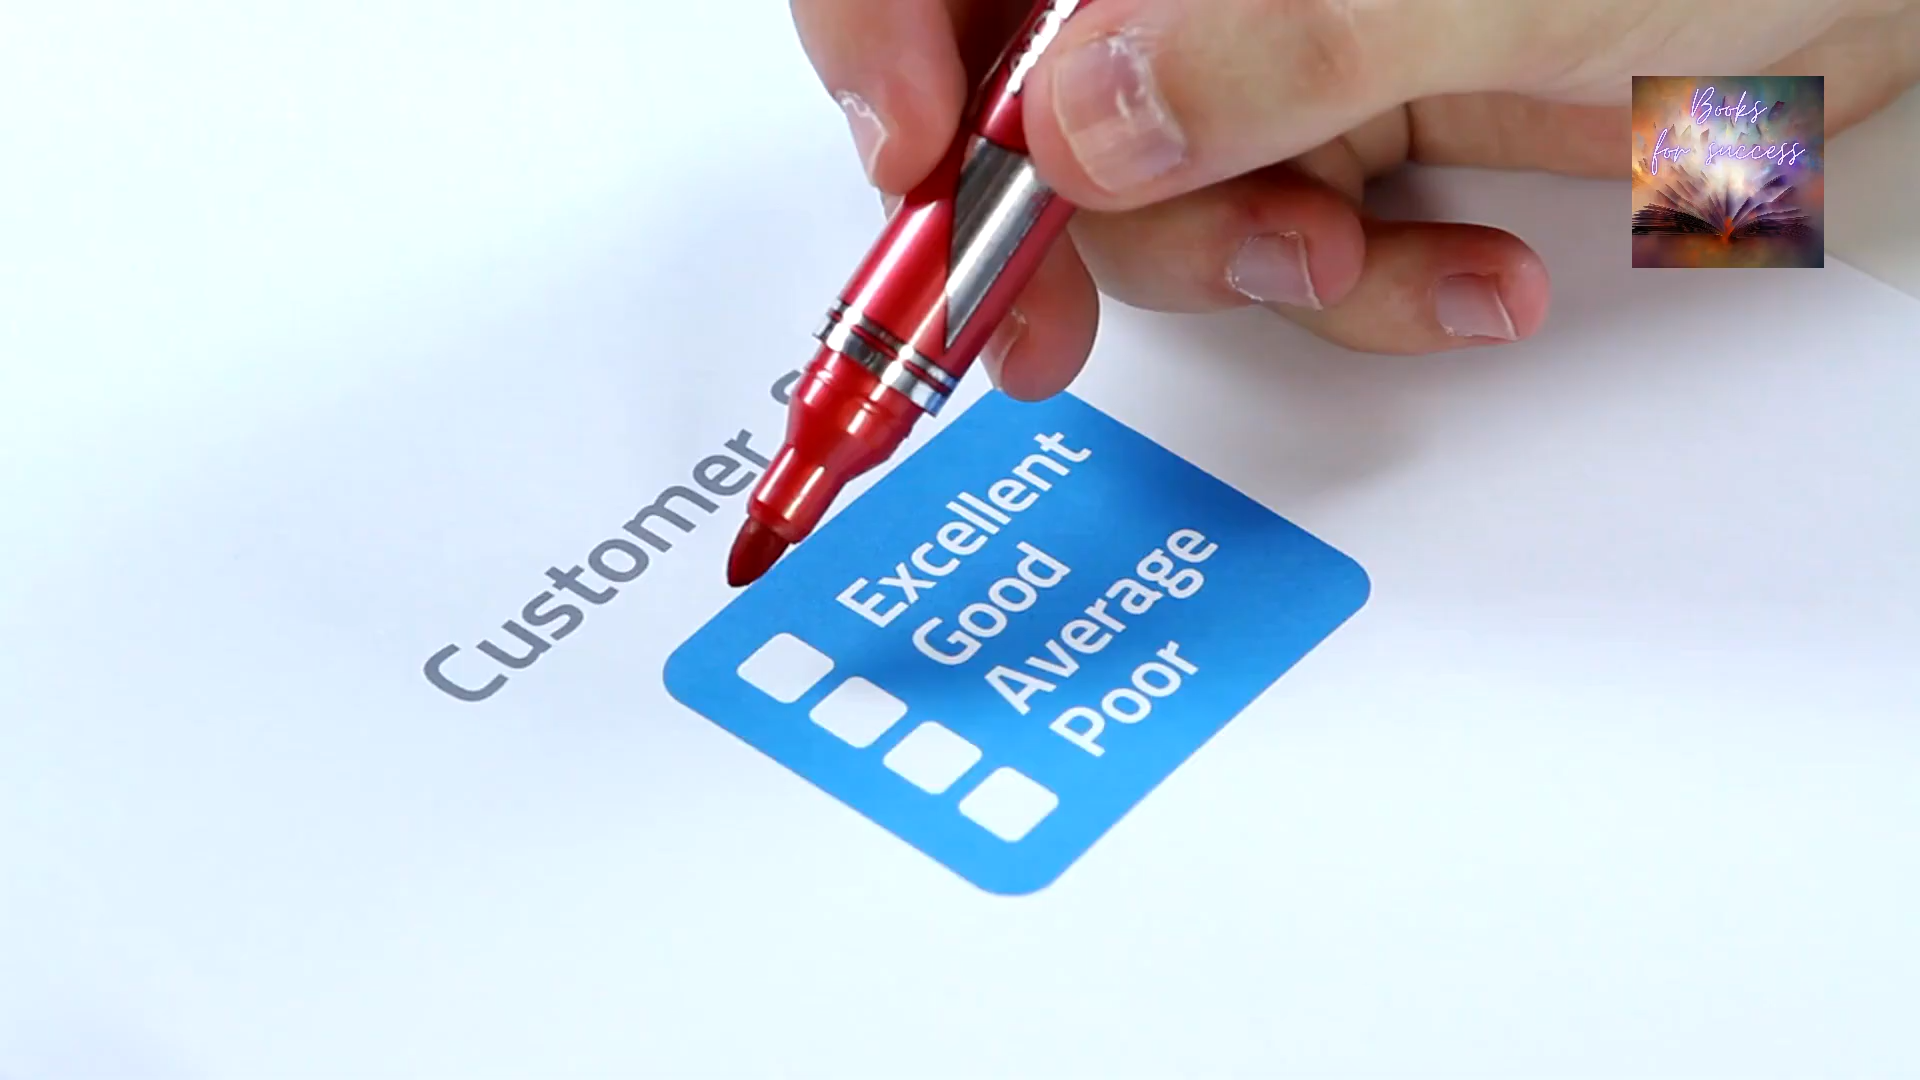 Customer
Excellent
Good
Average
Poor
Books
for success